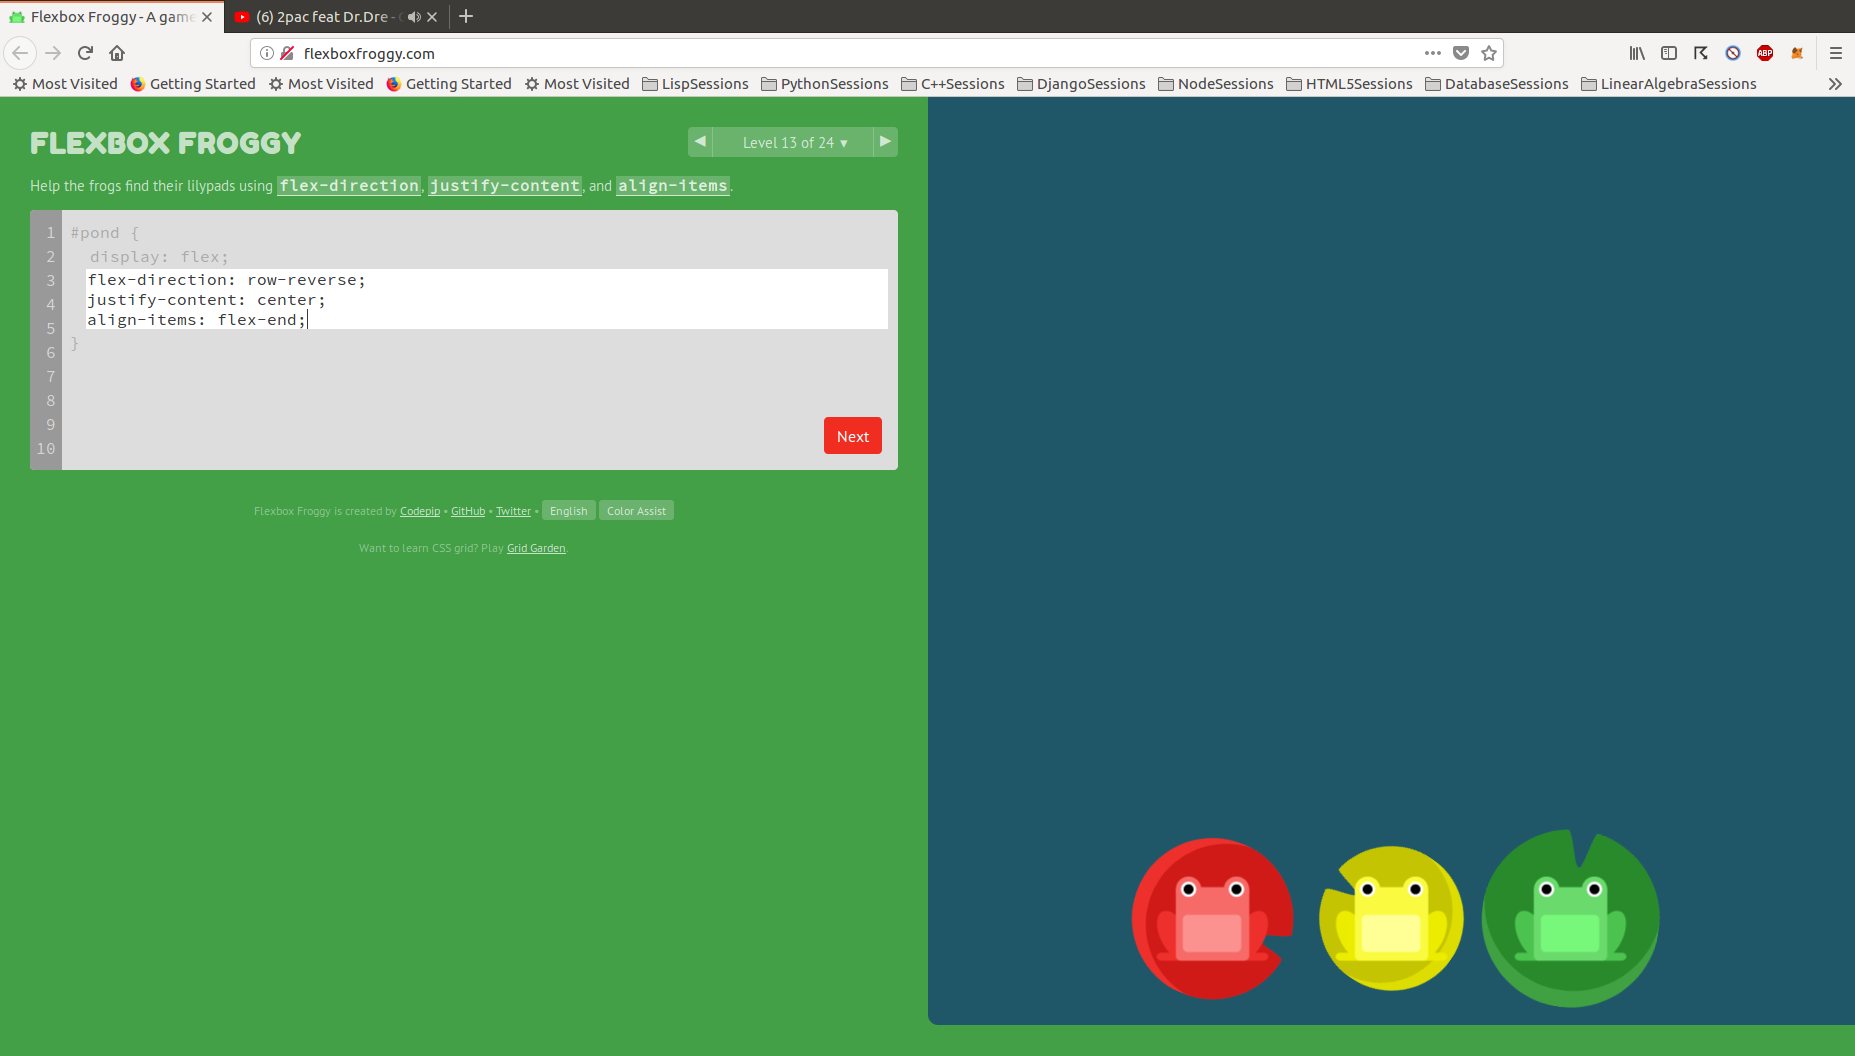 Flexbox Froggy - A game
(6) 2pac feat Dr.Dre -
flexboxfroggy.com
ABP
Most Visited Getting Started Most Visited Getting Started Most Visited LispSessions PythonSessions C++Sessions DjangoSessions NodeSessions HTML5Sessions DatabaseSessions LinearAlgebraSessions
FLEXBOX FROGGY
◀ Level 13 of 24 ▾ ▶
Help the frogs find their lilypads using flex-direction, justify-content, and align-items.
1 #pond {
2 display: flex;
3 flex-direction: row-reverse;
4 justify-content: center;
5 align-items: flex-end;
6 }
7
8
9
10
Next
Flexbox Froggy is created by Codepip • GitHub • Twitter • English Color Assist
Want to learn CSS grid? Play Grid Garden.